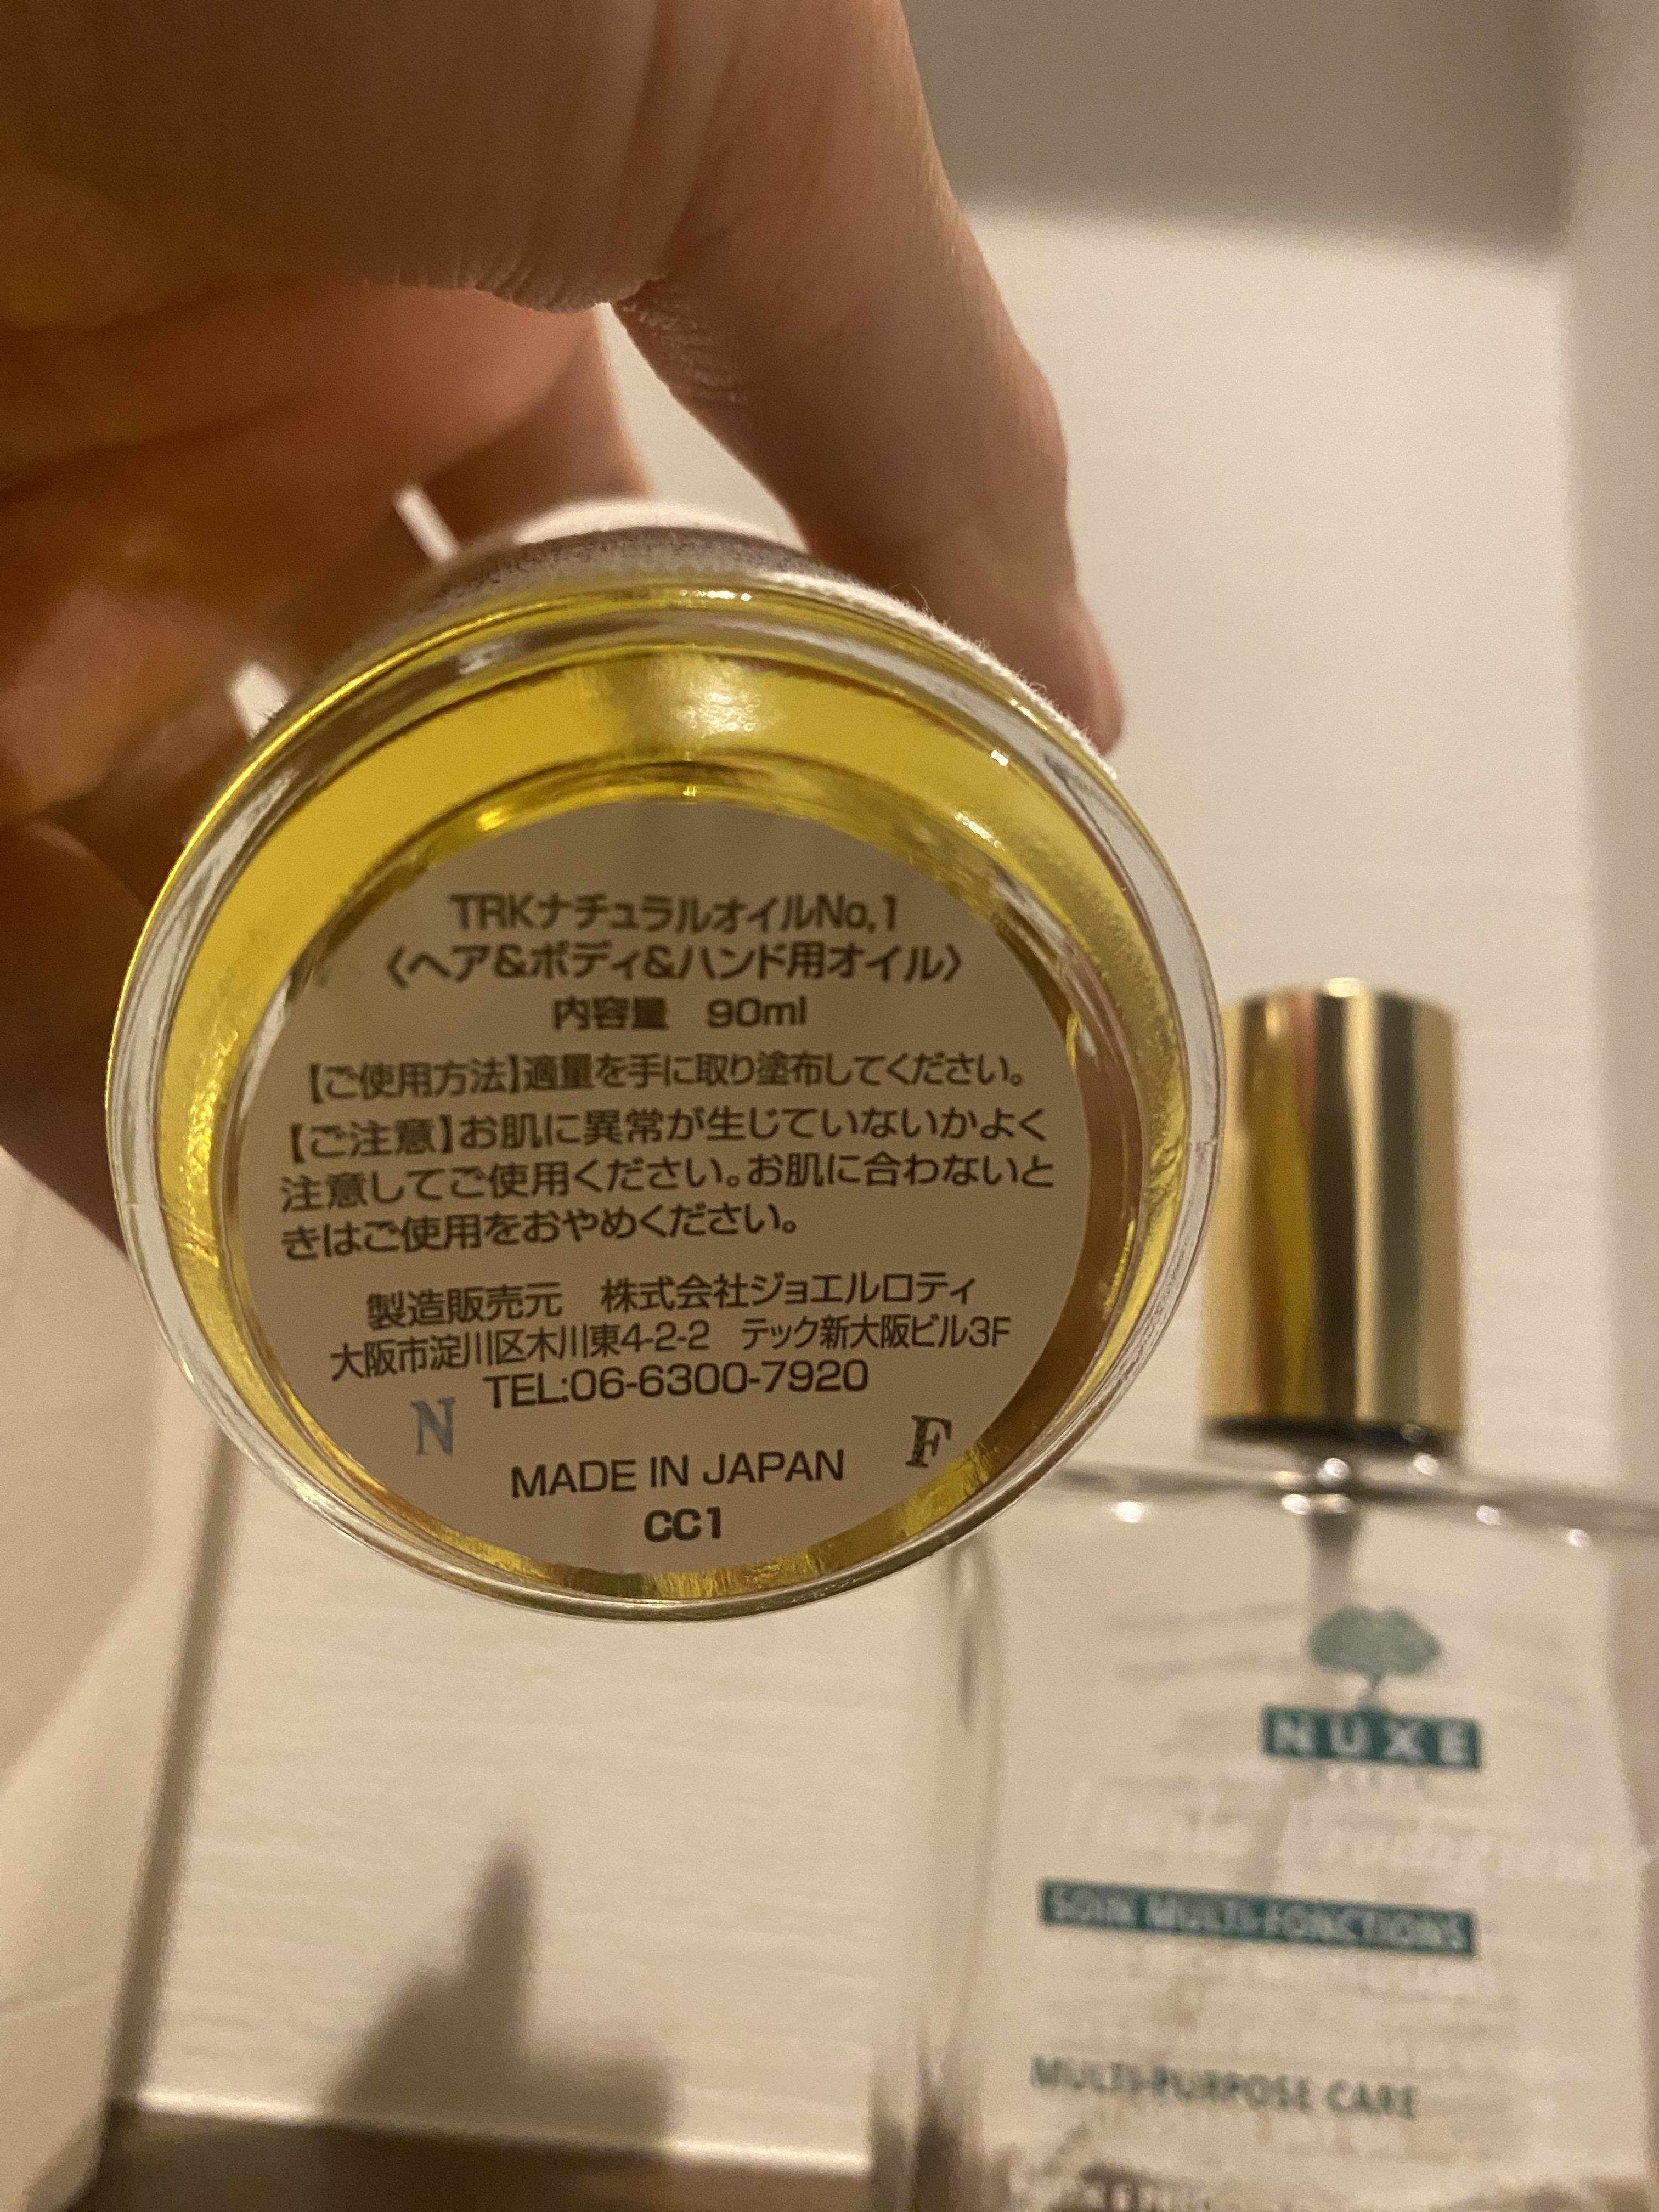 TRKナチュラルオイルNo,1
〈ヘア&ボディ&ハンド用オイル〉
内容量　90ml
【ご使用方法】適量を手に取り塗布してください。
【ご注意】お肌に異常が生じていないかよく
注意してご使用ください。お肌に合わないと
きはご使用をおやめください。
製造販売元　株式会社ジョエルロティ
大阪市淀川区木川東4-2-2　テック新大阪ビル3F
TEL:06-6300-7920
N
F
MADE IN JAPAN
CC1
NUXE
SOIN MULTI-FONCTIONS
MULTI-PURPOSE CARE